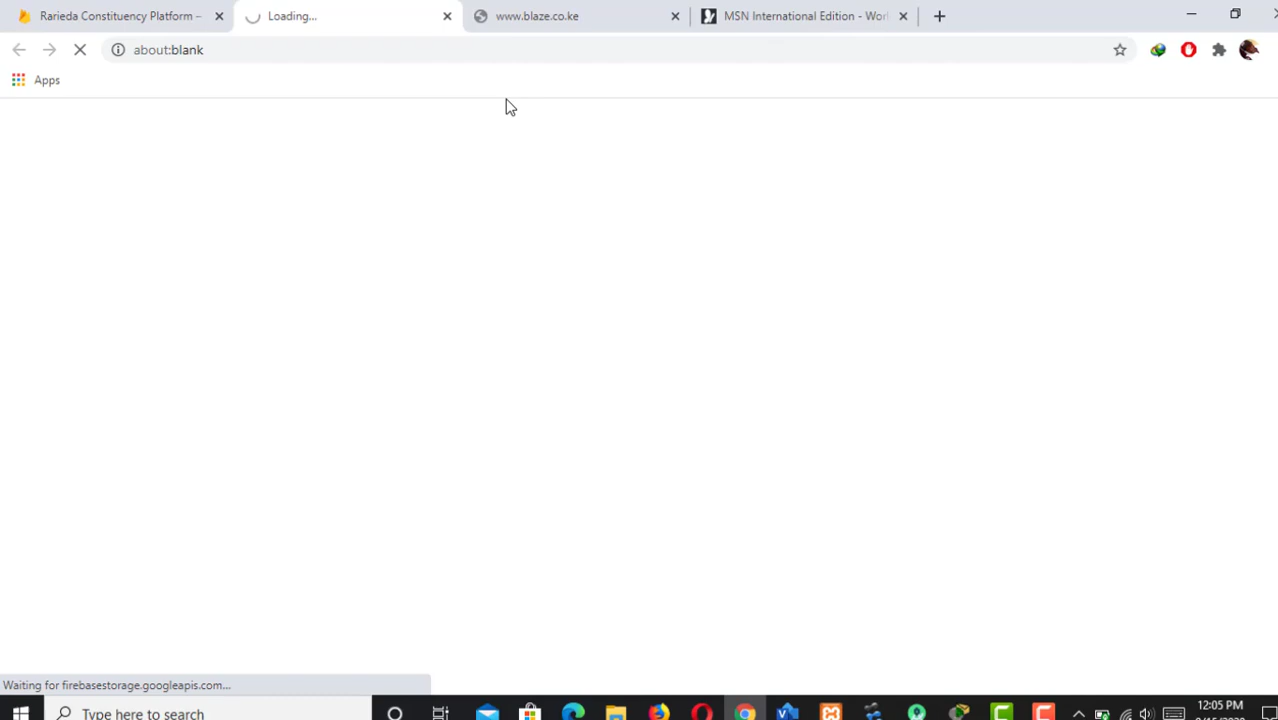 Rarieda Constituency Platform –
Loading...
www.blaze.co.ke
MSN International Edition - Wor
about:blank
Apps
Waiting for firebasestorage.googleapis.com...
Type here to search
12:05 PM